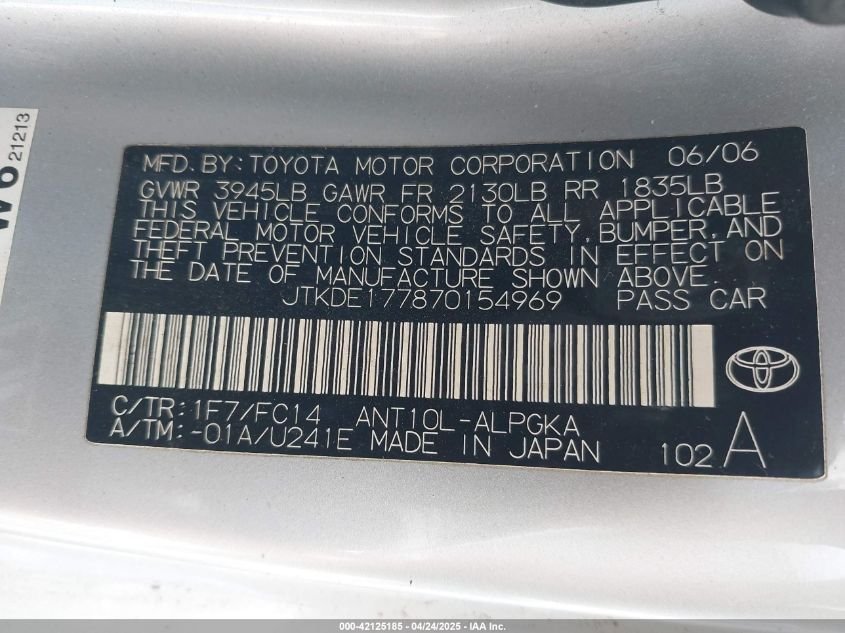 W6
21213
MFD. BY: TOYOTA MOTOR CORPORATION 06/06
GVWR 3945LB GAWR FR 2130LB RR 1835LB
THIS VEHICLE CONFORMS TO ALL APPLICABLE
FEDERAL MOTOR VEHICLE SAFETY, BUMPER, AND
THEFT PREVENTION STANDARDS IN EFFECT ON
THE DATE OF MANUFACTURE SHOWN ABOVE.
JTKDE177870154969 PASS CAR
C/TR: 1F7/FC14 ANT10L-ALPGKA
A/TM: -01A/U241E MADE IN JAPAN 102 A
000-42125185 - 04/24/2025 - IAA Inc.